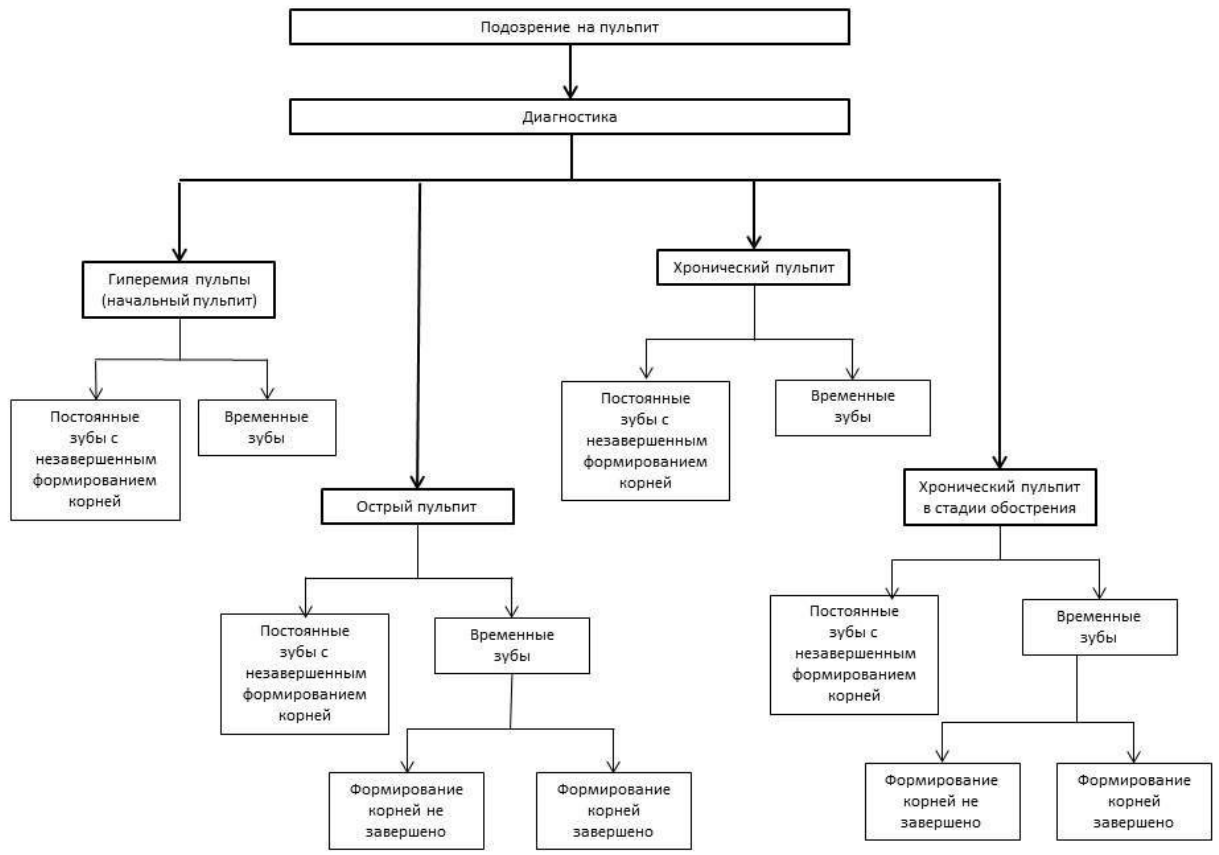 Подозрение на пульпит
Диагностика
Гиперемия пульпы
(начальный пульпит)
Постоянные
зубы с
незавершенным
формированием
корней
Временные
зубы
Острый пульпит
Постоянные
зубы с
незавершенным
формированием
корней
Временные
зубы
Формирование
корней не
завершено
Формирование
корней
завершено
Хронический пульпит
Постоянные
зубы с
незавершенным
формированием
корней
Временные
зубы
Хронический пульпит
в стадии обострения
Постоянные
зубы с
незавершенным
формированием
корней
Временные
зубы
Формирование
корней не
завершено
Формирование
корней
завершено